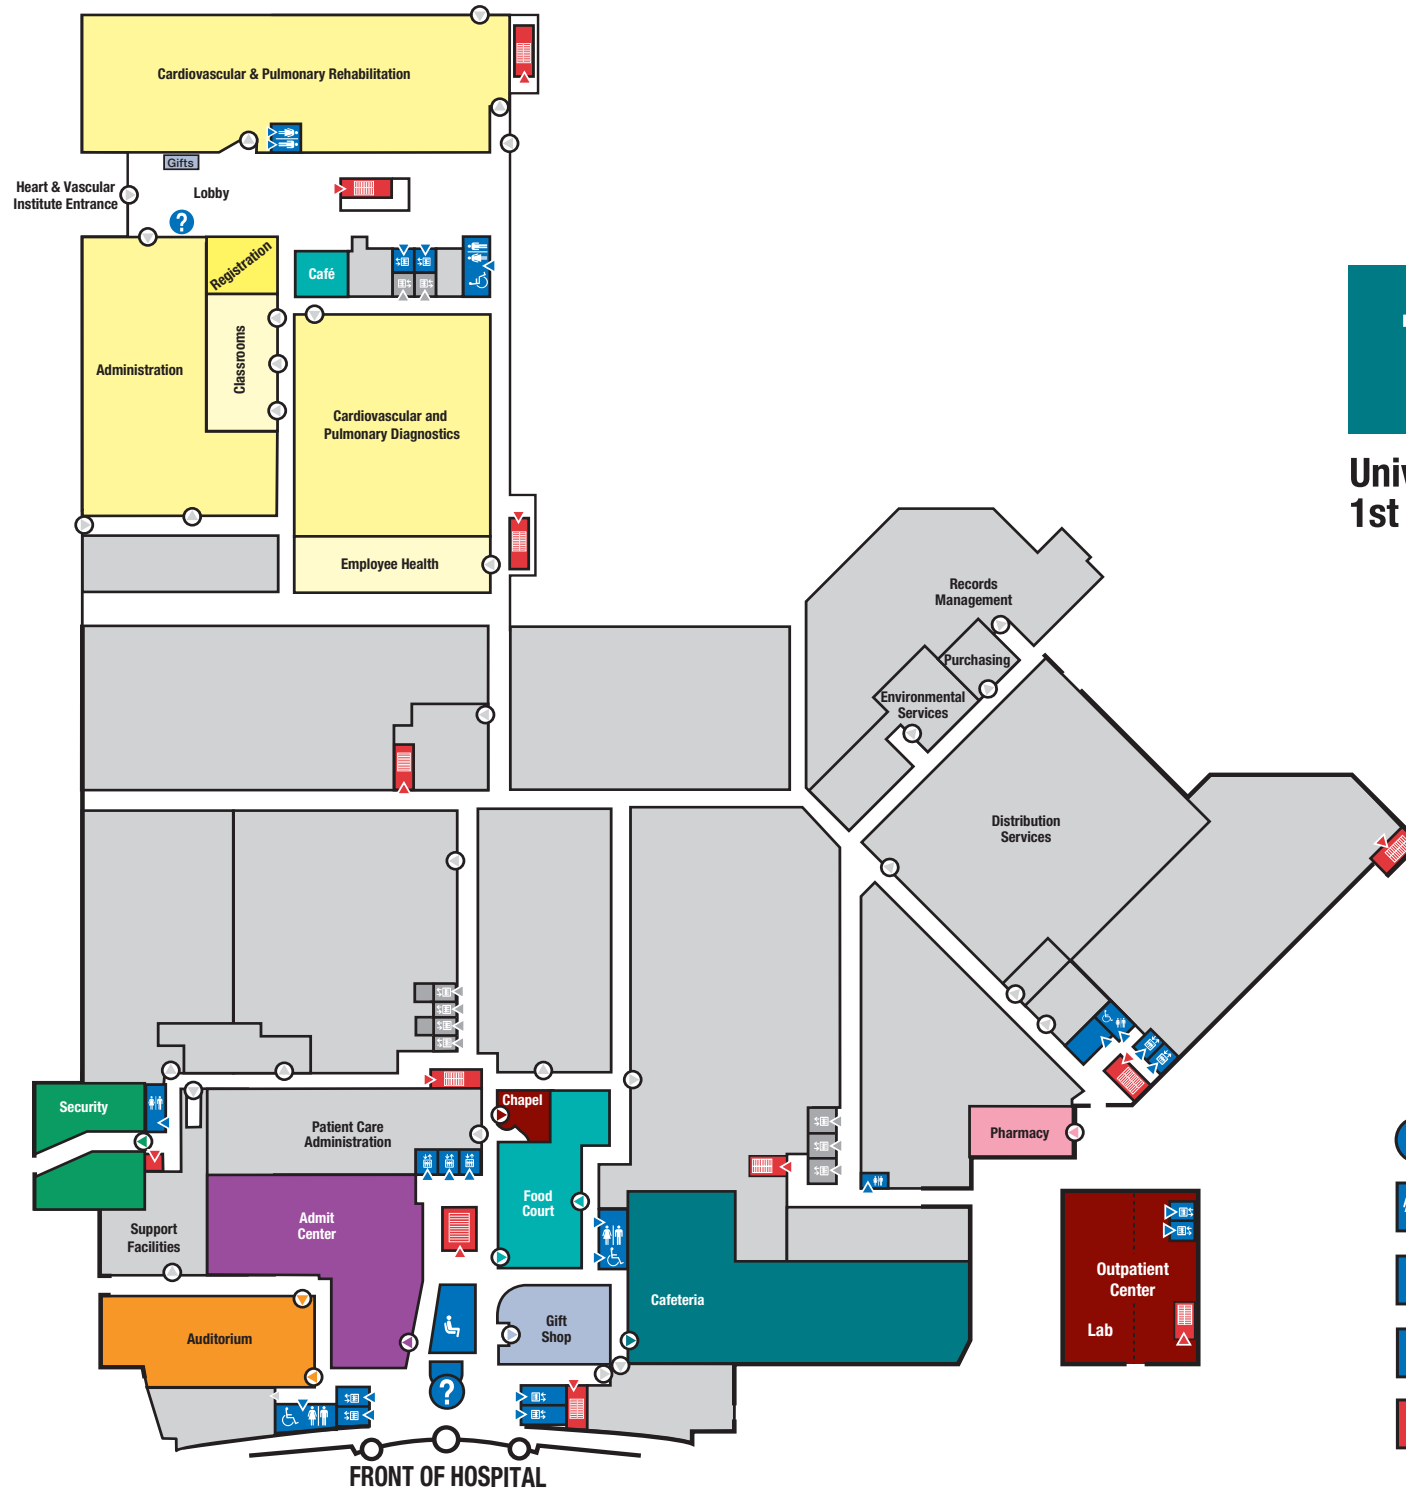 Cardiovascular & Pulmonary Rehabilitation
Gifts
Heart & Vascular
Institute Entrance
Lobby
?
Registration
Café
Classrooms
Administration
Cardiovascular and
Pulmonary Diagnostics
Employee Health
1st
Records
Management
Purchasing
Environmental
Services
Distribution
Services
Security
Chapel
Patient Care
Administration
Pharmacy
Food
Court
Admit
Center
Support
Facilities
Outpatient
Center
Lab
Cafeteria
Gift
Shop
Auditorium
?
FRONT OF HOSPITAL